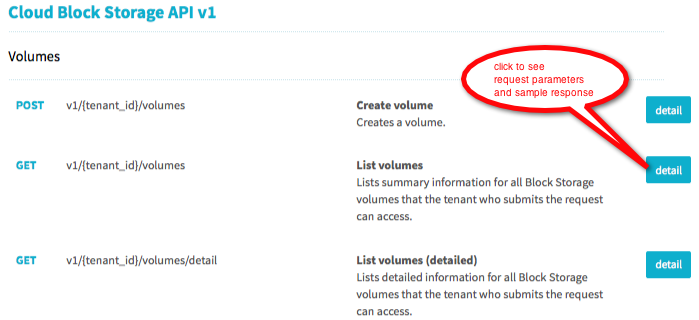 Cloud Block Storage API v1
Volumes
click to see
request parameters
and sample response
POST v1/{tenant_id}/volumes Create volume detail
Creates a volume.
GET v1/{tenant_id}/volumes List volumes detail
Lists summary information for all Block Storage
volumes that the tenant who submits the request
can access.
GET v1/{tenant_id}/volumes/detail List volumes (detailed) detail
Lists detailed information for all Block Storage
volumes that the tenant who submits the request
can access.